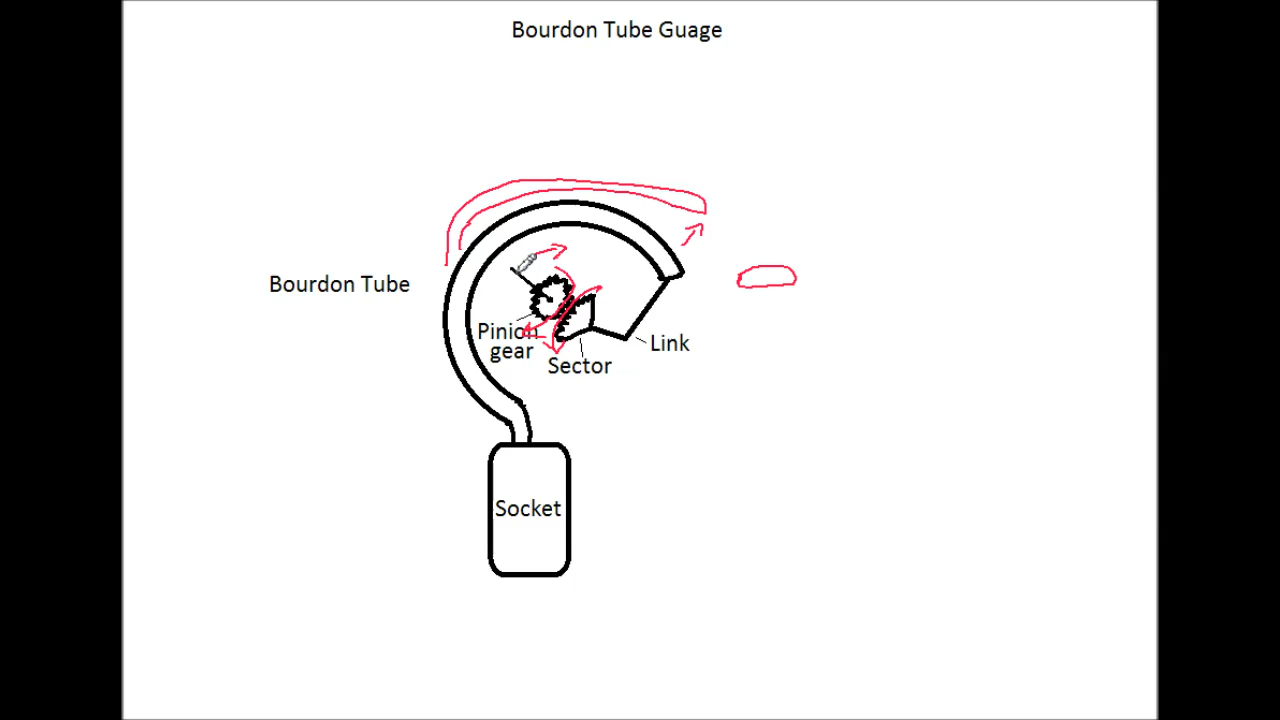 Bourdon Tube Guage
Bourdon Tube
Pinion
gear
Sector
Link
Socket